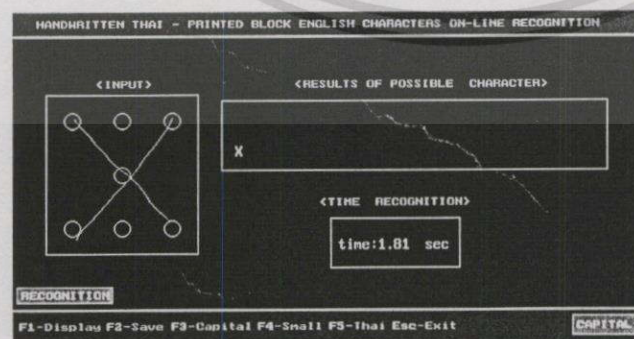 HANDWRITTEN THAI - PRINTED BLOCK ENGLISH CHARACTERS ON-LINE RECOGNITION
<INPUT>
<RESULTS OF POSSIBLE CHARACTER>
X
<TIME RECOGNITION>
time:1.81 sec
RECOGNITION
F1-Display F2-Save F3-Capital F4-Small F5-Thai Esc-Exit
CAPITAL